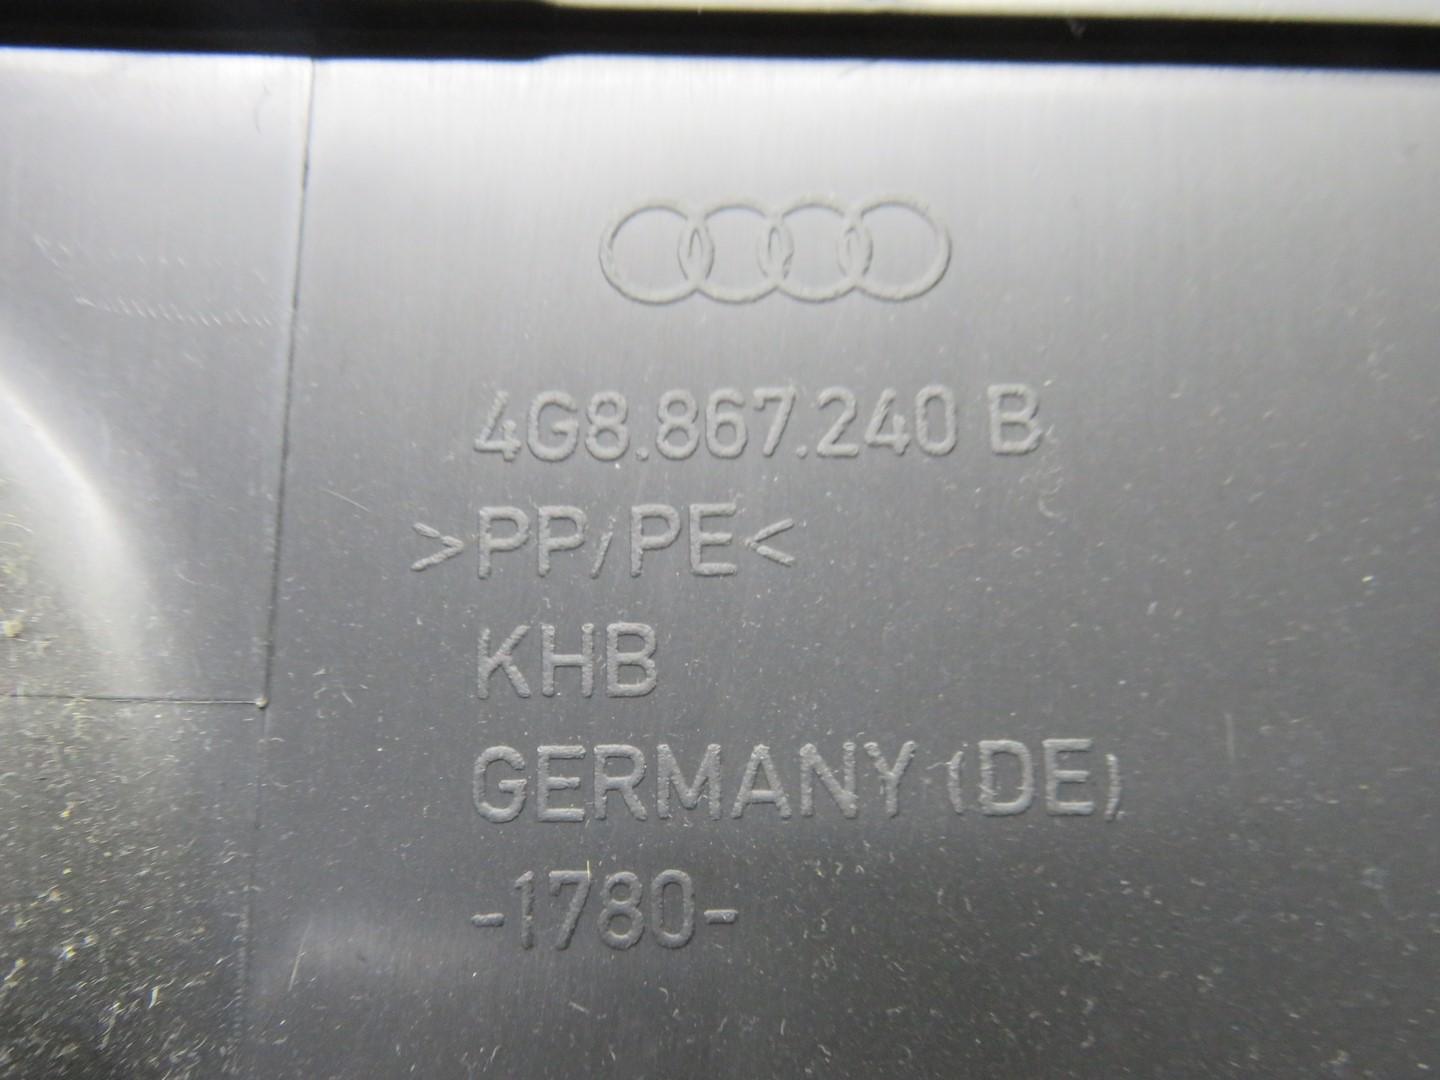 4G8.867.240 B
>PP/PE<
KHB
GERMANY (DE)
-1780-